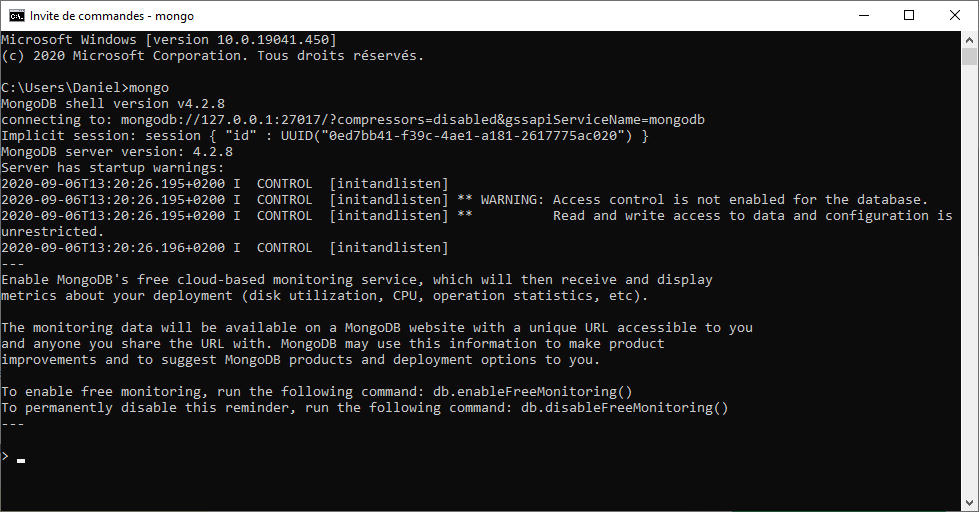 Invite de commandes - mongo
Microsoft Windows [version 10.0.19041.450]
(c) 2020 Microsoft Corporation. Tous droits réservés.
C:\Users\Daniel>mongo
MongoDB shell version v4.2.8
connecting to: mongodb://127.0.0.1:27017/?compressors=disabled&gssapiServiceName=mongodb
Implicit session: session { "id" : UUID("0ed7bb41-f39c-4ae1-a181-2617775ac020") }
MongoDB server version: 4.2.8
Server has startup warnings:
2020-09-06T13:20:26.195+0200 I  CONTROL  [initandlisten]
2020-09-06T13:20:26.195+0200 I  CONTROL  [initandlisten] ** WARNING: Access control is not enabled for the database.
2020-09-06T13:20:26.195+0200 I  CONTROL  [initandlisten] **          Read and write access to data and configuration is
unrestricted.
2020-09-06T13:20:26.196+0200 I  CONTROL  [initandlisten]
---
Enable MongoDB's free cloud-based monitoring service, which will then receive and display
metrics about your deployment (disk utilization, CPU, operation statistics, etc).
The monitoring data will be available on a MongoDB website with a unique URL accessible to you
and anyone you share the URL with. MongoDB may use this information to make product
improvements and to suggest MongoDB products and deployment options to you.
To enable free monitoring, run the following command: db.enableFreeMonitoring()
To permanently disable this reminder, run the following command: db.disableFreeMonitoring()
---
>